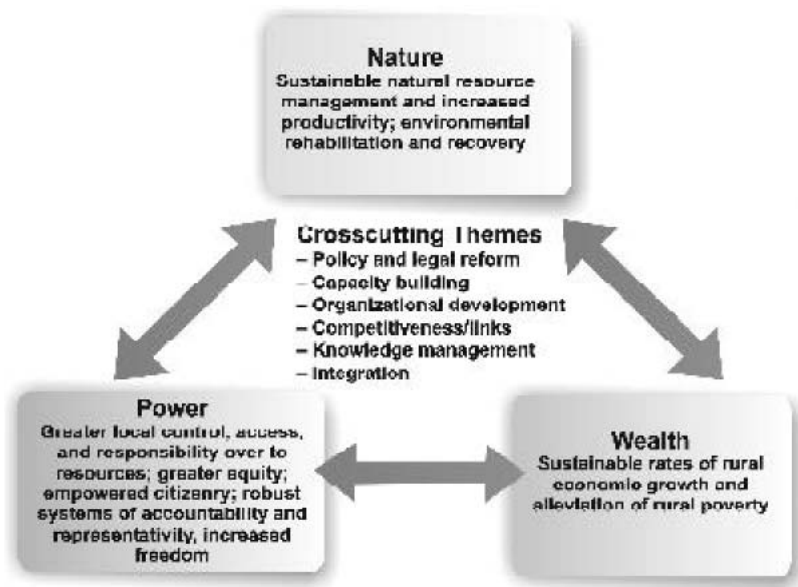 Nature
Sustainable natural resource
management and increased
productivity; environmental
rehabilitation and recovery
Crosscutting Themes
– Policy and legal reform
– Capacity building
– Organizational development
– Competitiveness/links
– Knowledge management
– Integration
Power
Greater local control, access,
and responsibility over to
resources; greater equity;
empowered citizenry; robust
systems of accountability and
representativity, increased
freedom
Wealth
Sustainable rates of rural
economic growth and
alleviation of rural poverty